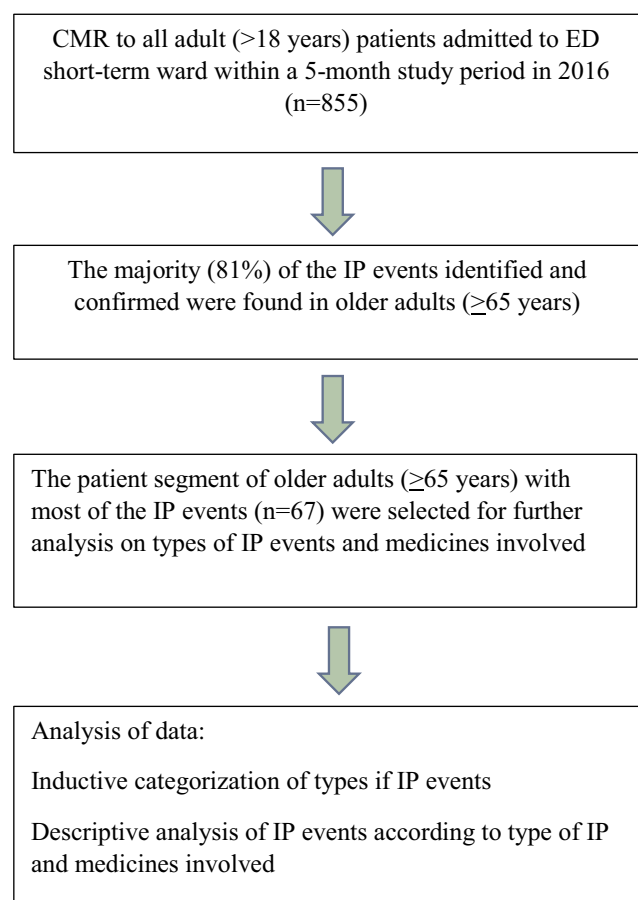 CMR to all adult (>18 years) patients admitted to ED
short-term ward within a 5-month study period in 2016
(n=855)
The majority (81%) of the IP events identified and
confirmed were found in older adults (≥65 years)
The patient segment of older adults (≥65 years) with
most of the IP events (n=67) were selected for further
analysis on types of IP events and medicines involved
Analysis of data:
Inductive categorization of types if IP events
Descriptive analysis of IP events according to type of IP
and medicines involved